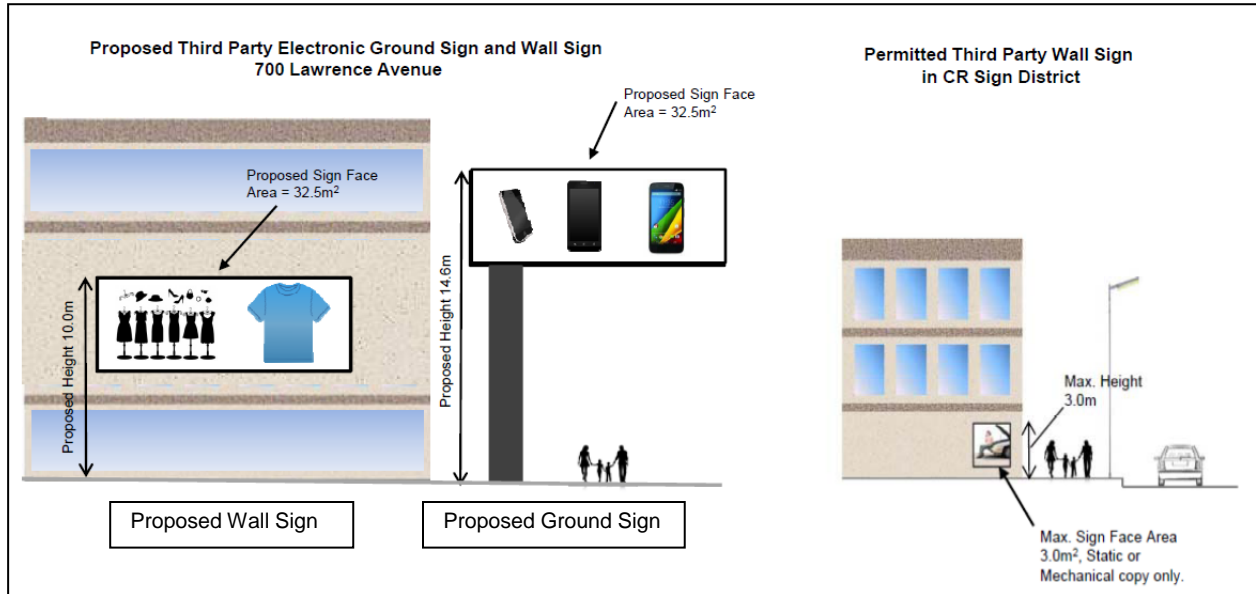 Proposed Third Party Electronic Ground Sign and Wall Sign
700 Lawrence Avenue
Proposed Sign Face
Area = 32.5m²
Proposed Height 10.0m
Proposed Wall Sign
Proposed Sign Face
Area = 32.5m²
Proposed Height 14.6m
Proposed Ground Sign
Permitted Third Party Wall Sign
in CR Sign District
Max. Height
3.0m
Max. Sign Face Area
3.0m², Static or
Mechanical copy only.